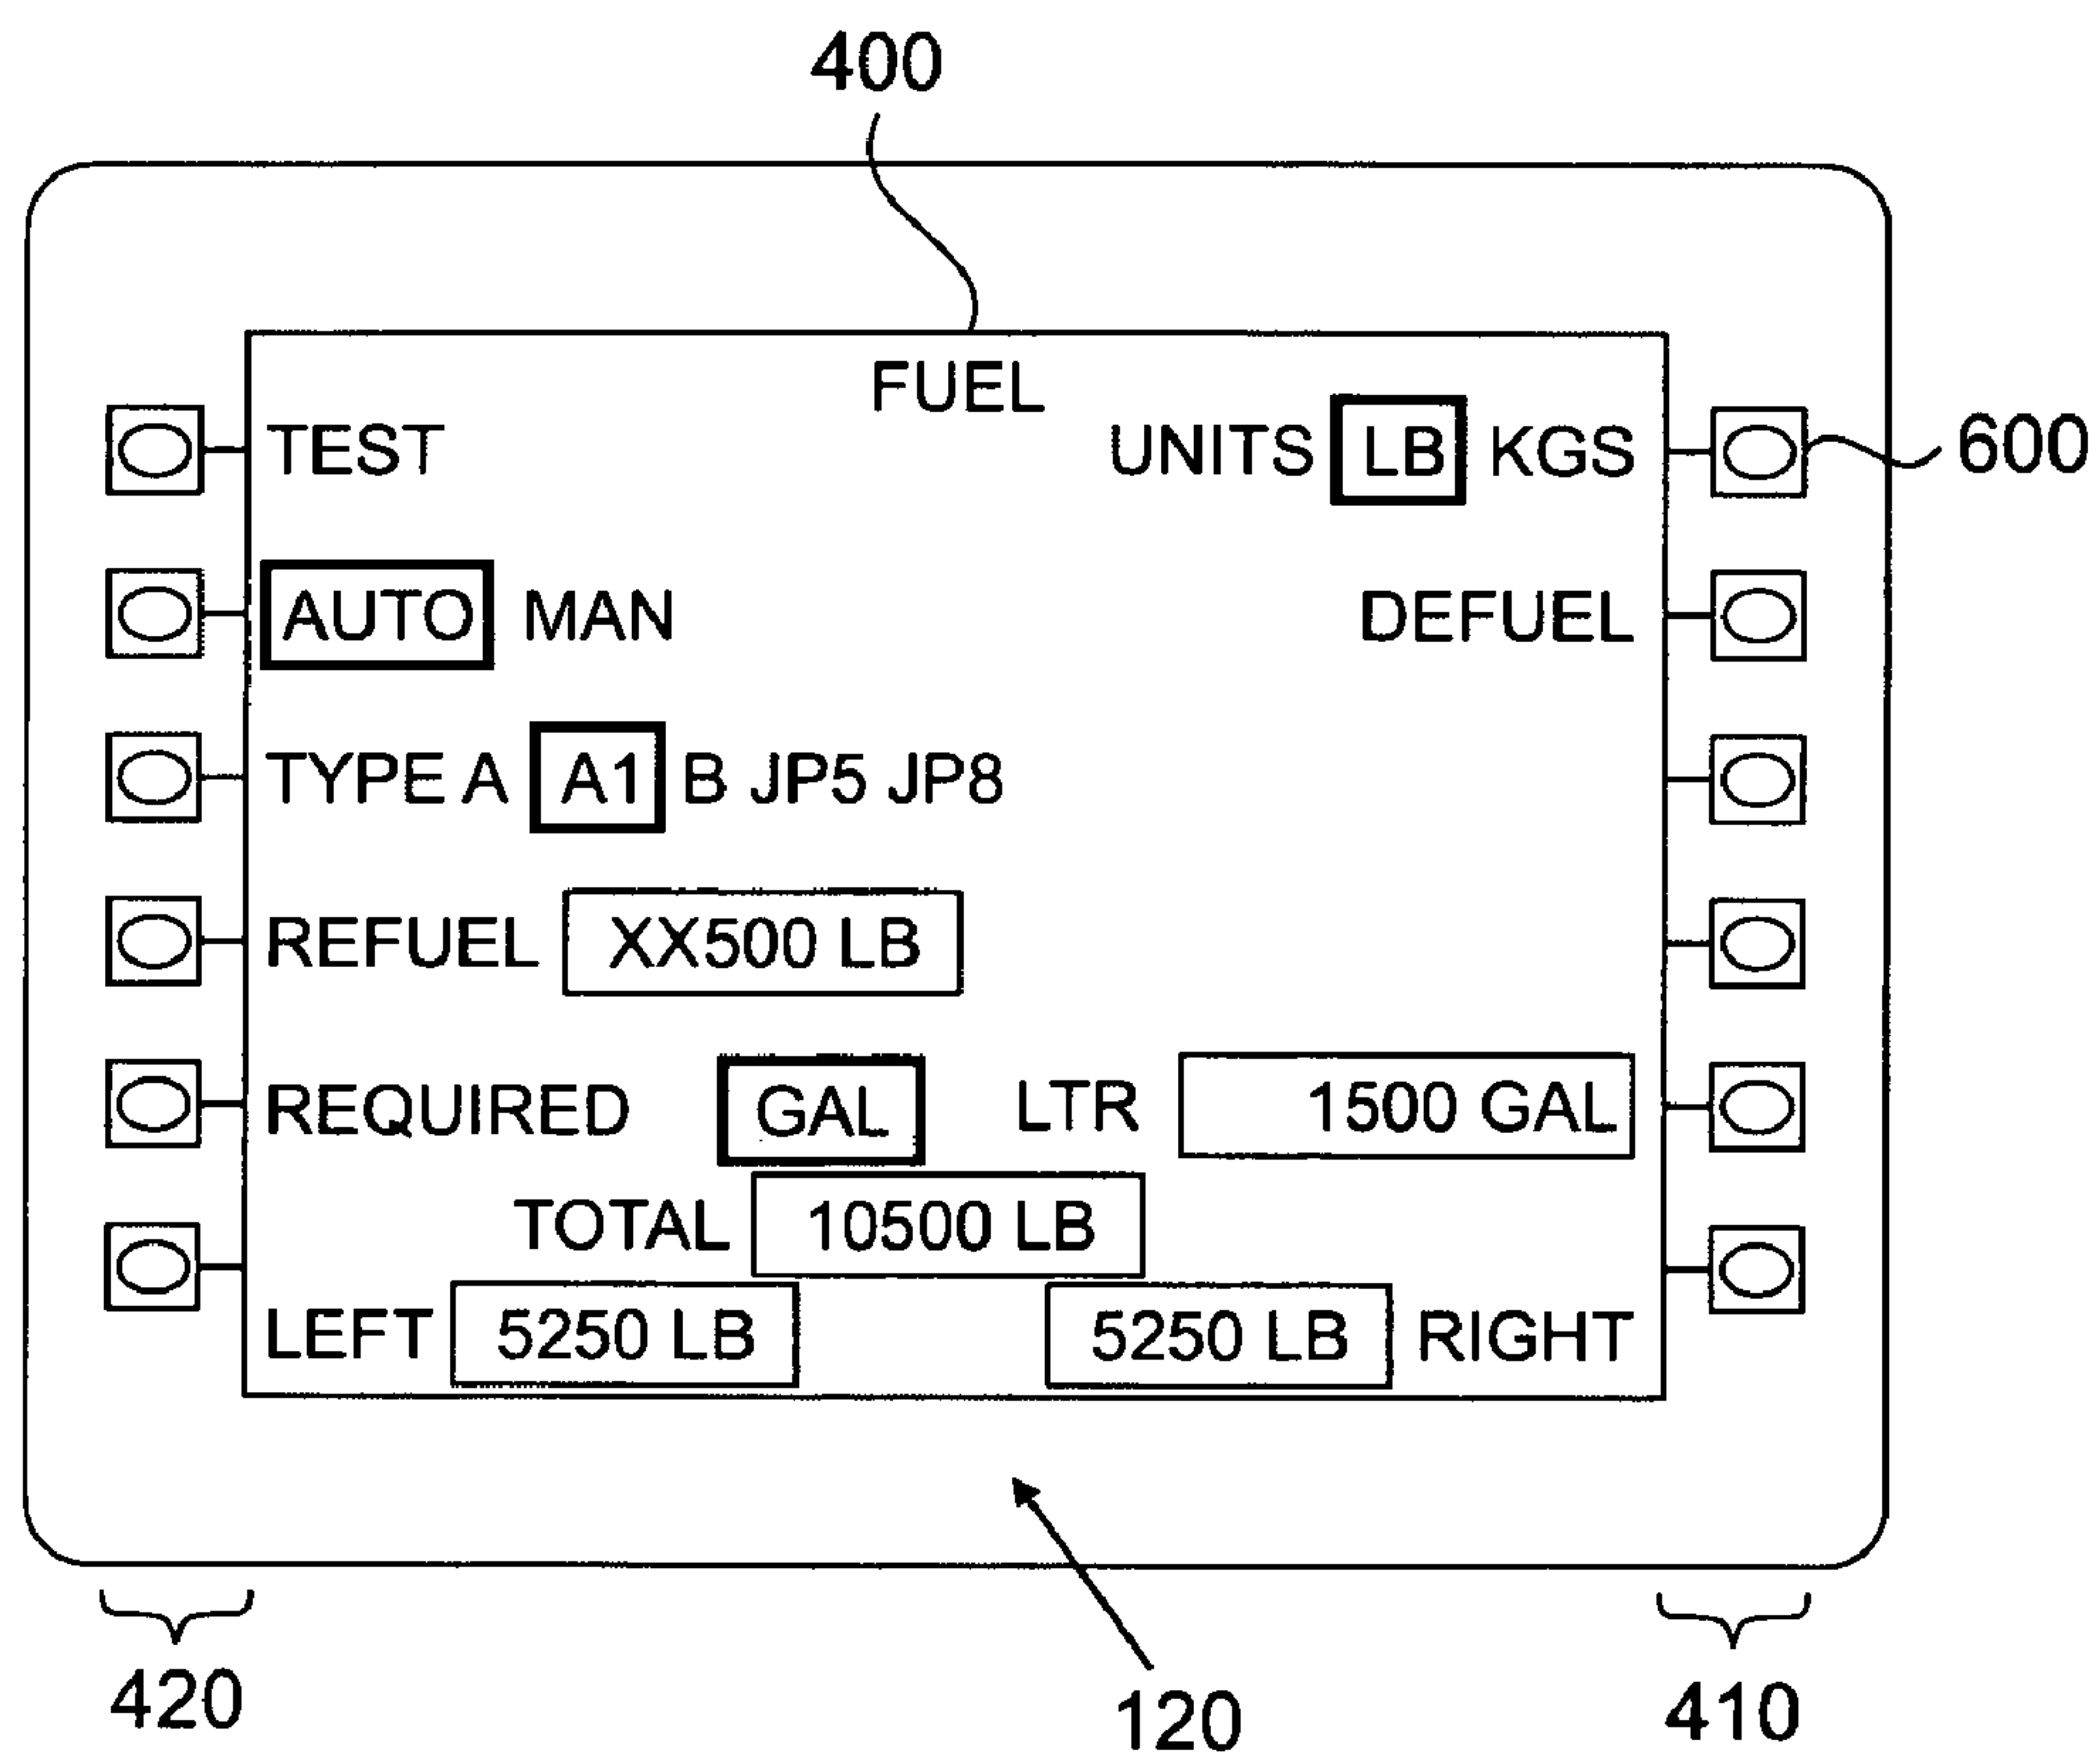 400
FUEL
TEST UNITS LB KGS 600
AUTO MAN DEFUEL
TYPE A A1 B JP5 JP8
REFUEL XX500 LB
REQUIRED GAL LTR 1500 GAL
TOTAL 10500 LB
LEFT 5250 LB 5250 LB RIGHT
420 120 410